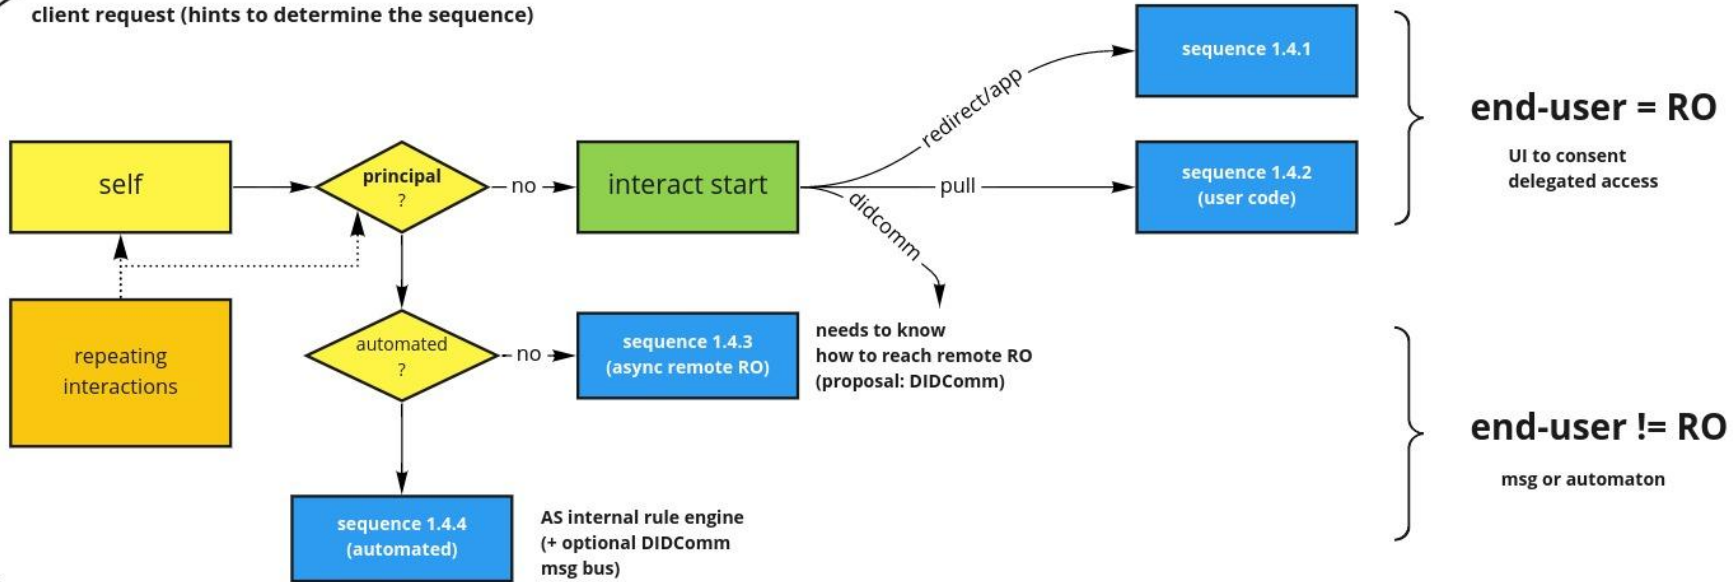 client request (hints to determine the sequence)
sequence 1.4.1
redirect/app
end-user = RO
UI to consent
delegated access
self
principal
?
no
interact start
pull
sequence 1.4.2
(user code)
didcomm
repeating
interactions
automated
?
no
sequence 1.4.3
(async remote RO)
needs to know
how to reach remote RO
(proposal: DIDComm)
end-user != RO
msg or automaton
sequence 1.4.4
(automated)
AS internal rule engine
(+ optional DIDComm
msg bus)